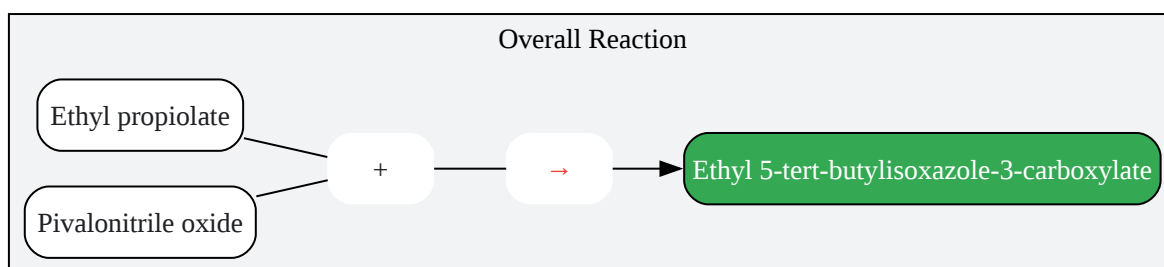 Overall Reaction
Ethyl propiolate
Pivalonitrile oxide
+
→
Ethyl 5-tert-butylisoxazole-3-carboxylate